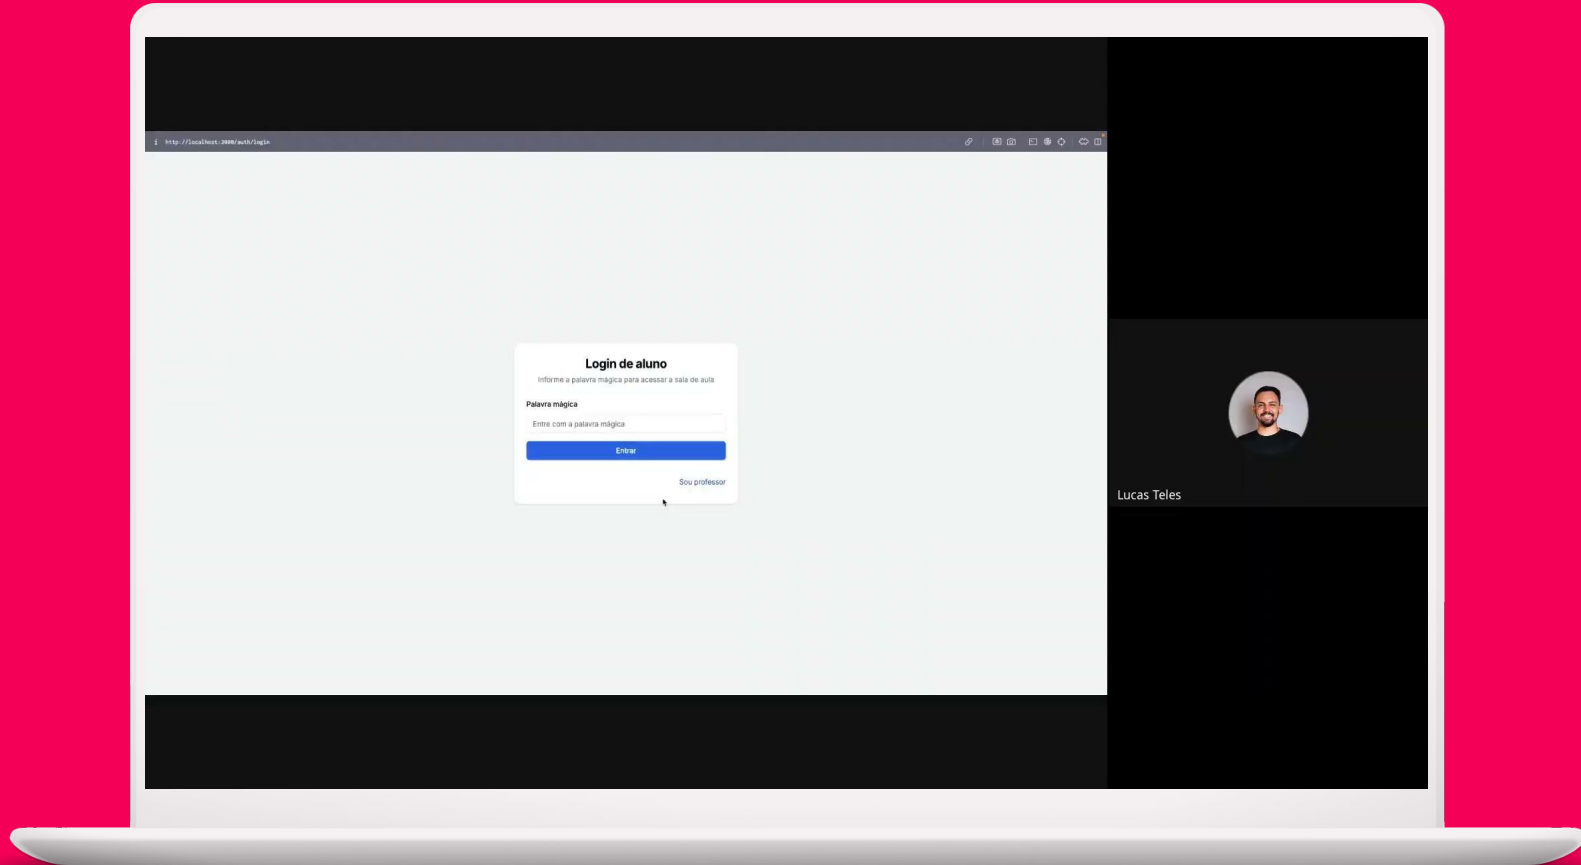 http://localhost:3000/auth/login
Login de aluno
Informe a palavra mágica para acessar a sala de aula
Palavra mágica
Entre com a palavra mágica
Entrar
Sou professor
Lucas Teles